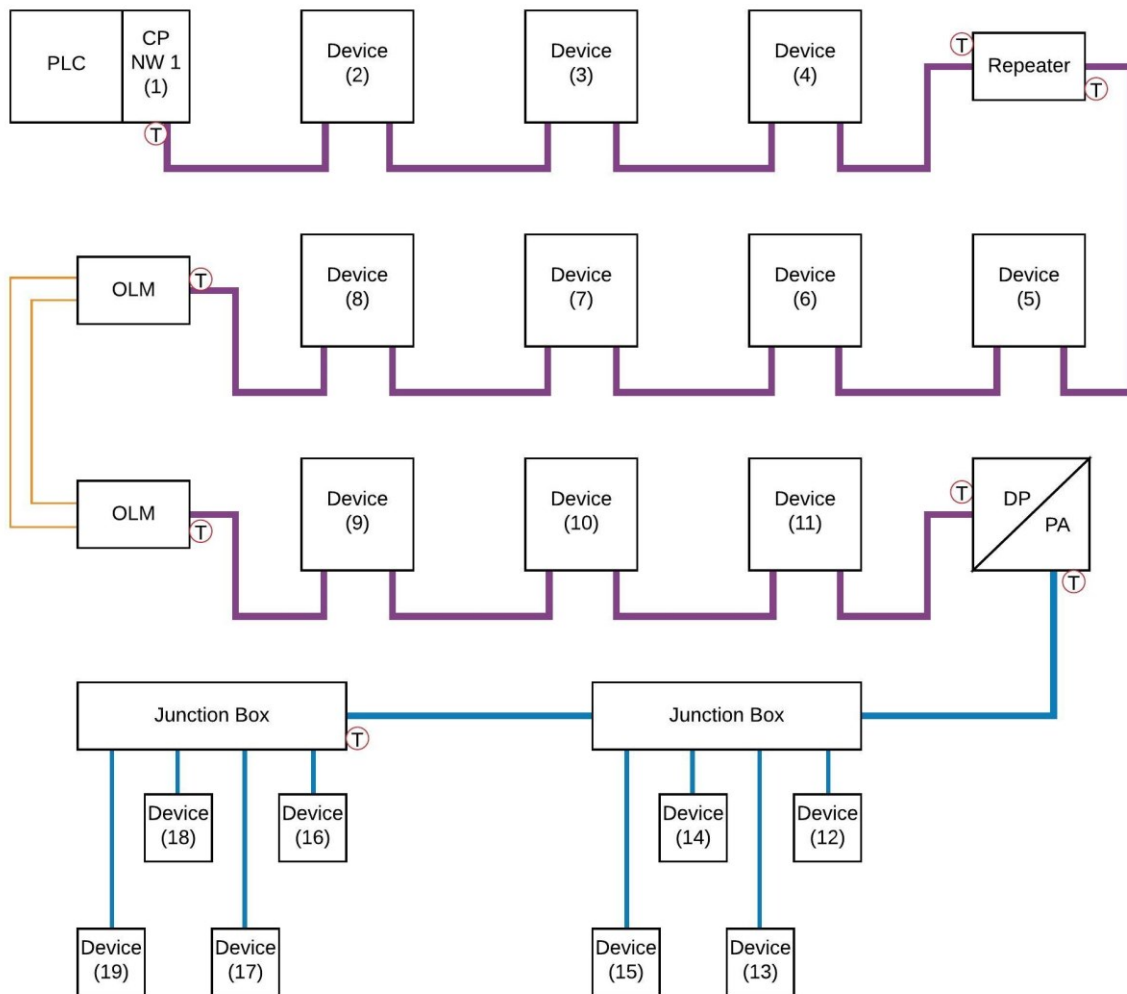 PLC
CP
NW 1
(1)
T
Device
(2)
Device
(3)
Device
(4)
T
Repeater
T
OLM
T
Device
(8)
Device
(7)
Device
(6)
Device
(5)
OLM
T
Device
(9)
Device
(10)
Device
(11)
T
DP
PA
T
Junction Box
T
Junction Box
Device
(18)
Device
(16)
Device
(14)
Device
(12)
Device
(19)
Device
(17)
Device
(15)
Device
(13)